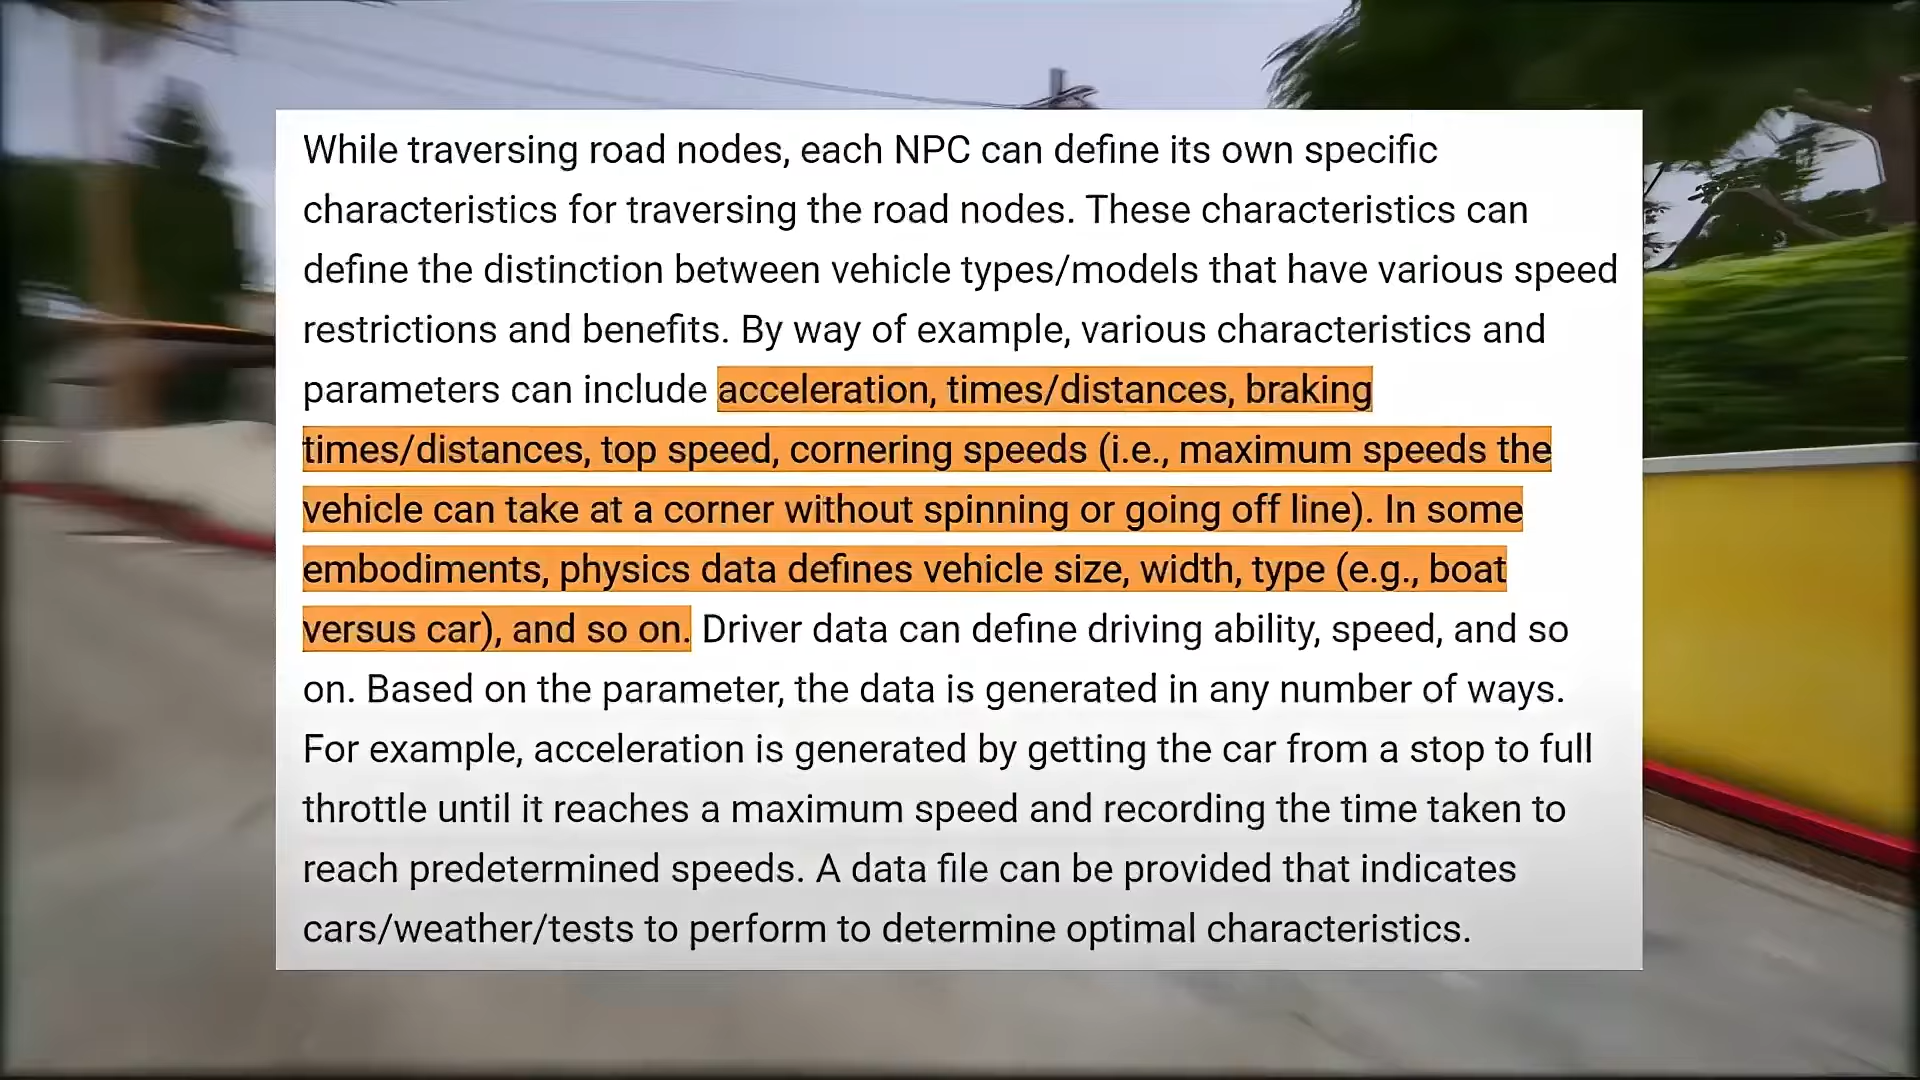 While traversing road nodes, each NPC can define its own specific
characteristics for traversing the road nodes. These characteristics can
define the distinction between vehicle types/models that have various speed
restrictions and benefits. By way of example, various characteristics and
parameters can include acceleration, times/distances, braking
times/distances, top speed, cornering speeds (i.e., maximum speeds the
vehicle can take at a corner without spinning or going off line). In some
embodiments, physics data defines vehicle size, width, type (e.g., boat
versus car), and so on. Driver data can define driving ability, speed, and so
on. Based on the parameter, the data is generated in any number of ways.
For example, acceleration is generated by getting the car from a stop to full
throttle until it reaches a maximum speed and recording the time taken to
reach predetermined speeds. A data file can be provided that indicates
cars/weather/tests to perform to determine optimal characteristics.